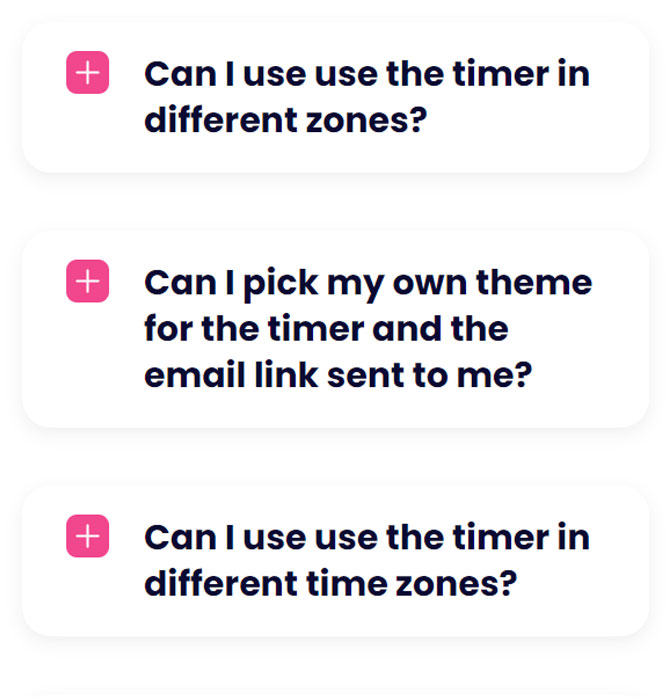 Can I use use the timer in
different zones?
Can I pick my own theme
for the timer and the
email link sent to me?
Can I use use the timer in
different time zones?